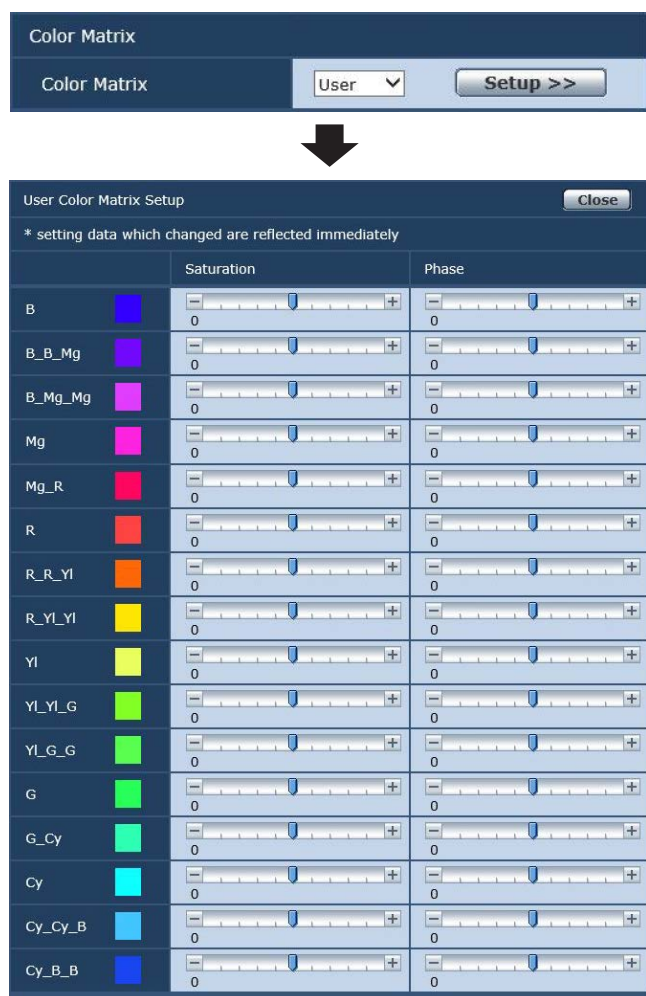 Color Matrix
Color Matrix User Setup >>
User Color Matrix Setup Close
* setting data which changed are reflected immediately
Saturation Phase
B - + - +
0 0
B_B_Mg - + - +
0 0
B_Mg_Mg - + - +
0 0
Mg - + - +
0 0
Mg_R - + - +
0 0
R - + - +
0 0
R_R_Yl - + - +
0 0
R_Yl_Yl - + - +
0 0
Yl - + - +
0 0
Yl_Yl_G - + - +
0 0
Yl_G_G - + - +
0 0
G - + - +
0 0
G_Cy - + - +
0 0
Cy - + - +
0 0
Cy_Cy_B - + - +
0 0
Cy_B_B - + - +
0 0